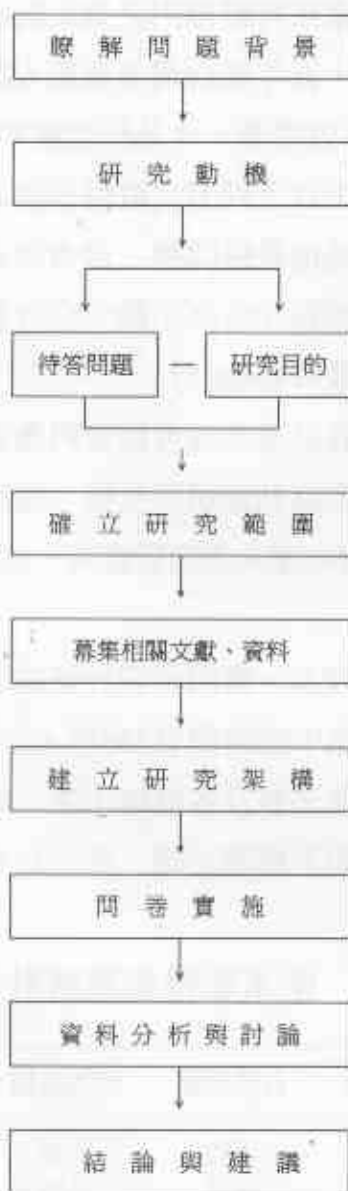 瞭解問題背景
研究動機
待答問題 — 研究目的
確立研究範圍
募集相關文獻、資料
建立研究架構
問卷實施
資料分析與討論
結論與建議